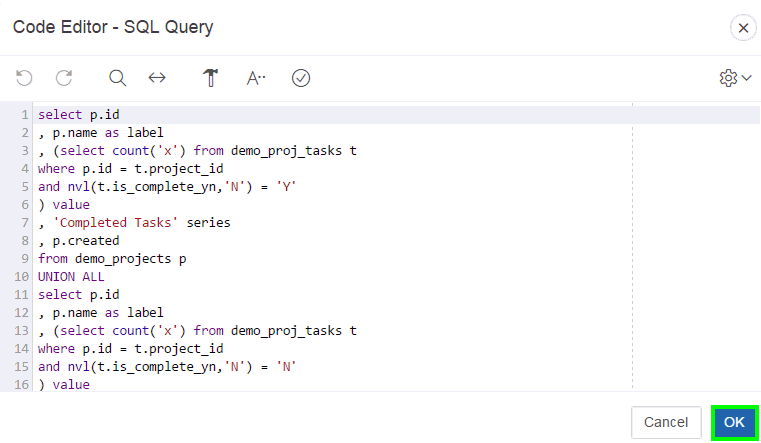 Code Editor - SQL Query
A··
1 select p.id
2 , p.name as label
3 , (select count('x') from demo_proj_tasks t
4 where p.id = t.project_id
5 and nvl(t.is_complete_yn,'N') = 'Y'
6 ) value
7 , 'Completed Tasks' series
8 , p.created
9 from demo_projects p
10 UNION ALL
11 select p.id
12 , p.name as label
13 , (select count('x') from demo_proj_tasks t
14 where p.id = t.project_id
15 and nvl(t.is_complete_yn,'N') = 'N'
16 ) value
Cancel OK